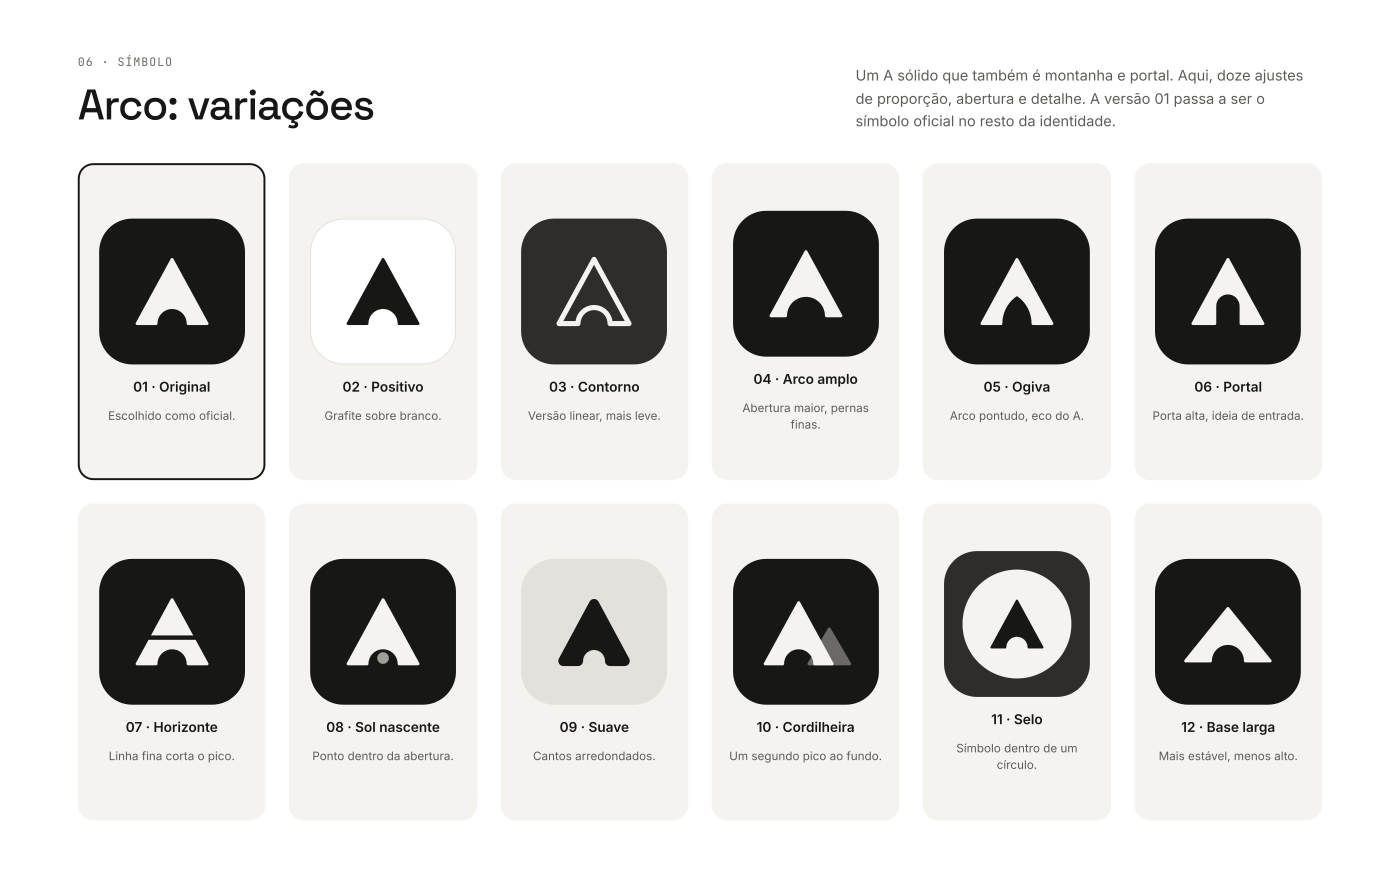 06 · SÍMBOLO
Arco: variações
Um A sólido que também é montanha e portal. Aqui, doze ajustes
de proporção, abertura e detalhe. A versão 01 passa a ser o
símbolo oficial no resto da identidade.
01 · Original
Escolhido como oficial.
02 · Positivo
Grafite sobre branco.
03 · Contorno
Versão linear, mais leve.
04 · Arco amplo
Abertura maior, pernas
finas.
05 · Ogiva
Arco pontudo, eco do A.
06 · Portal
Porta alta, ideia de entrada.
07 · Horizonte
Linha fina corta o pico.
08 · Sol nascente
Ponto dentro da abertura.
09 · Suave
Cantos arredondados.
10 · Cordilheira
Um segundo pico ao fundo.
11 · Selo
Símbolo dentro de um
círculo.
12 · Base larga
Mais estável, menos alto.